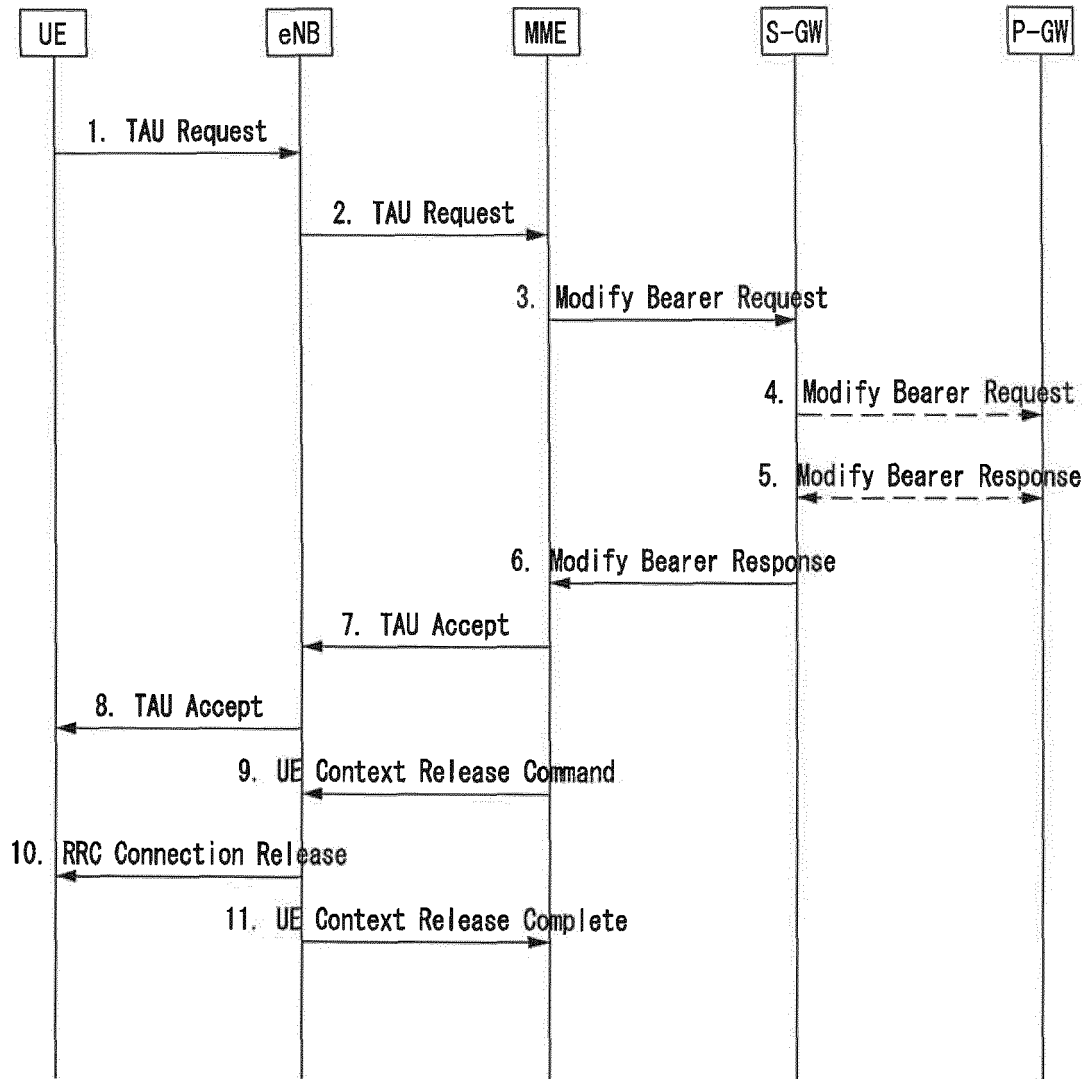 UE
eNB
MME
S-GW
P-GW
1. TAU Request
2. TAU Request
3. Modify Bearer Request
4. Modify Bearer Request
5. Modify Bearer Response
6. Modify Bearer Response
7. TAU Accept
8. TAU Accept
9. UE Context Release Command
10. RRC Connection Release
11. UE Context Release Complete